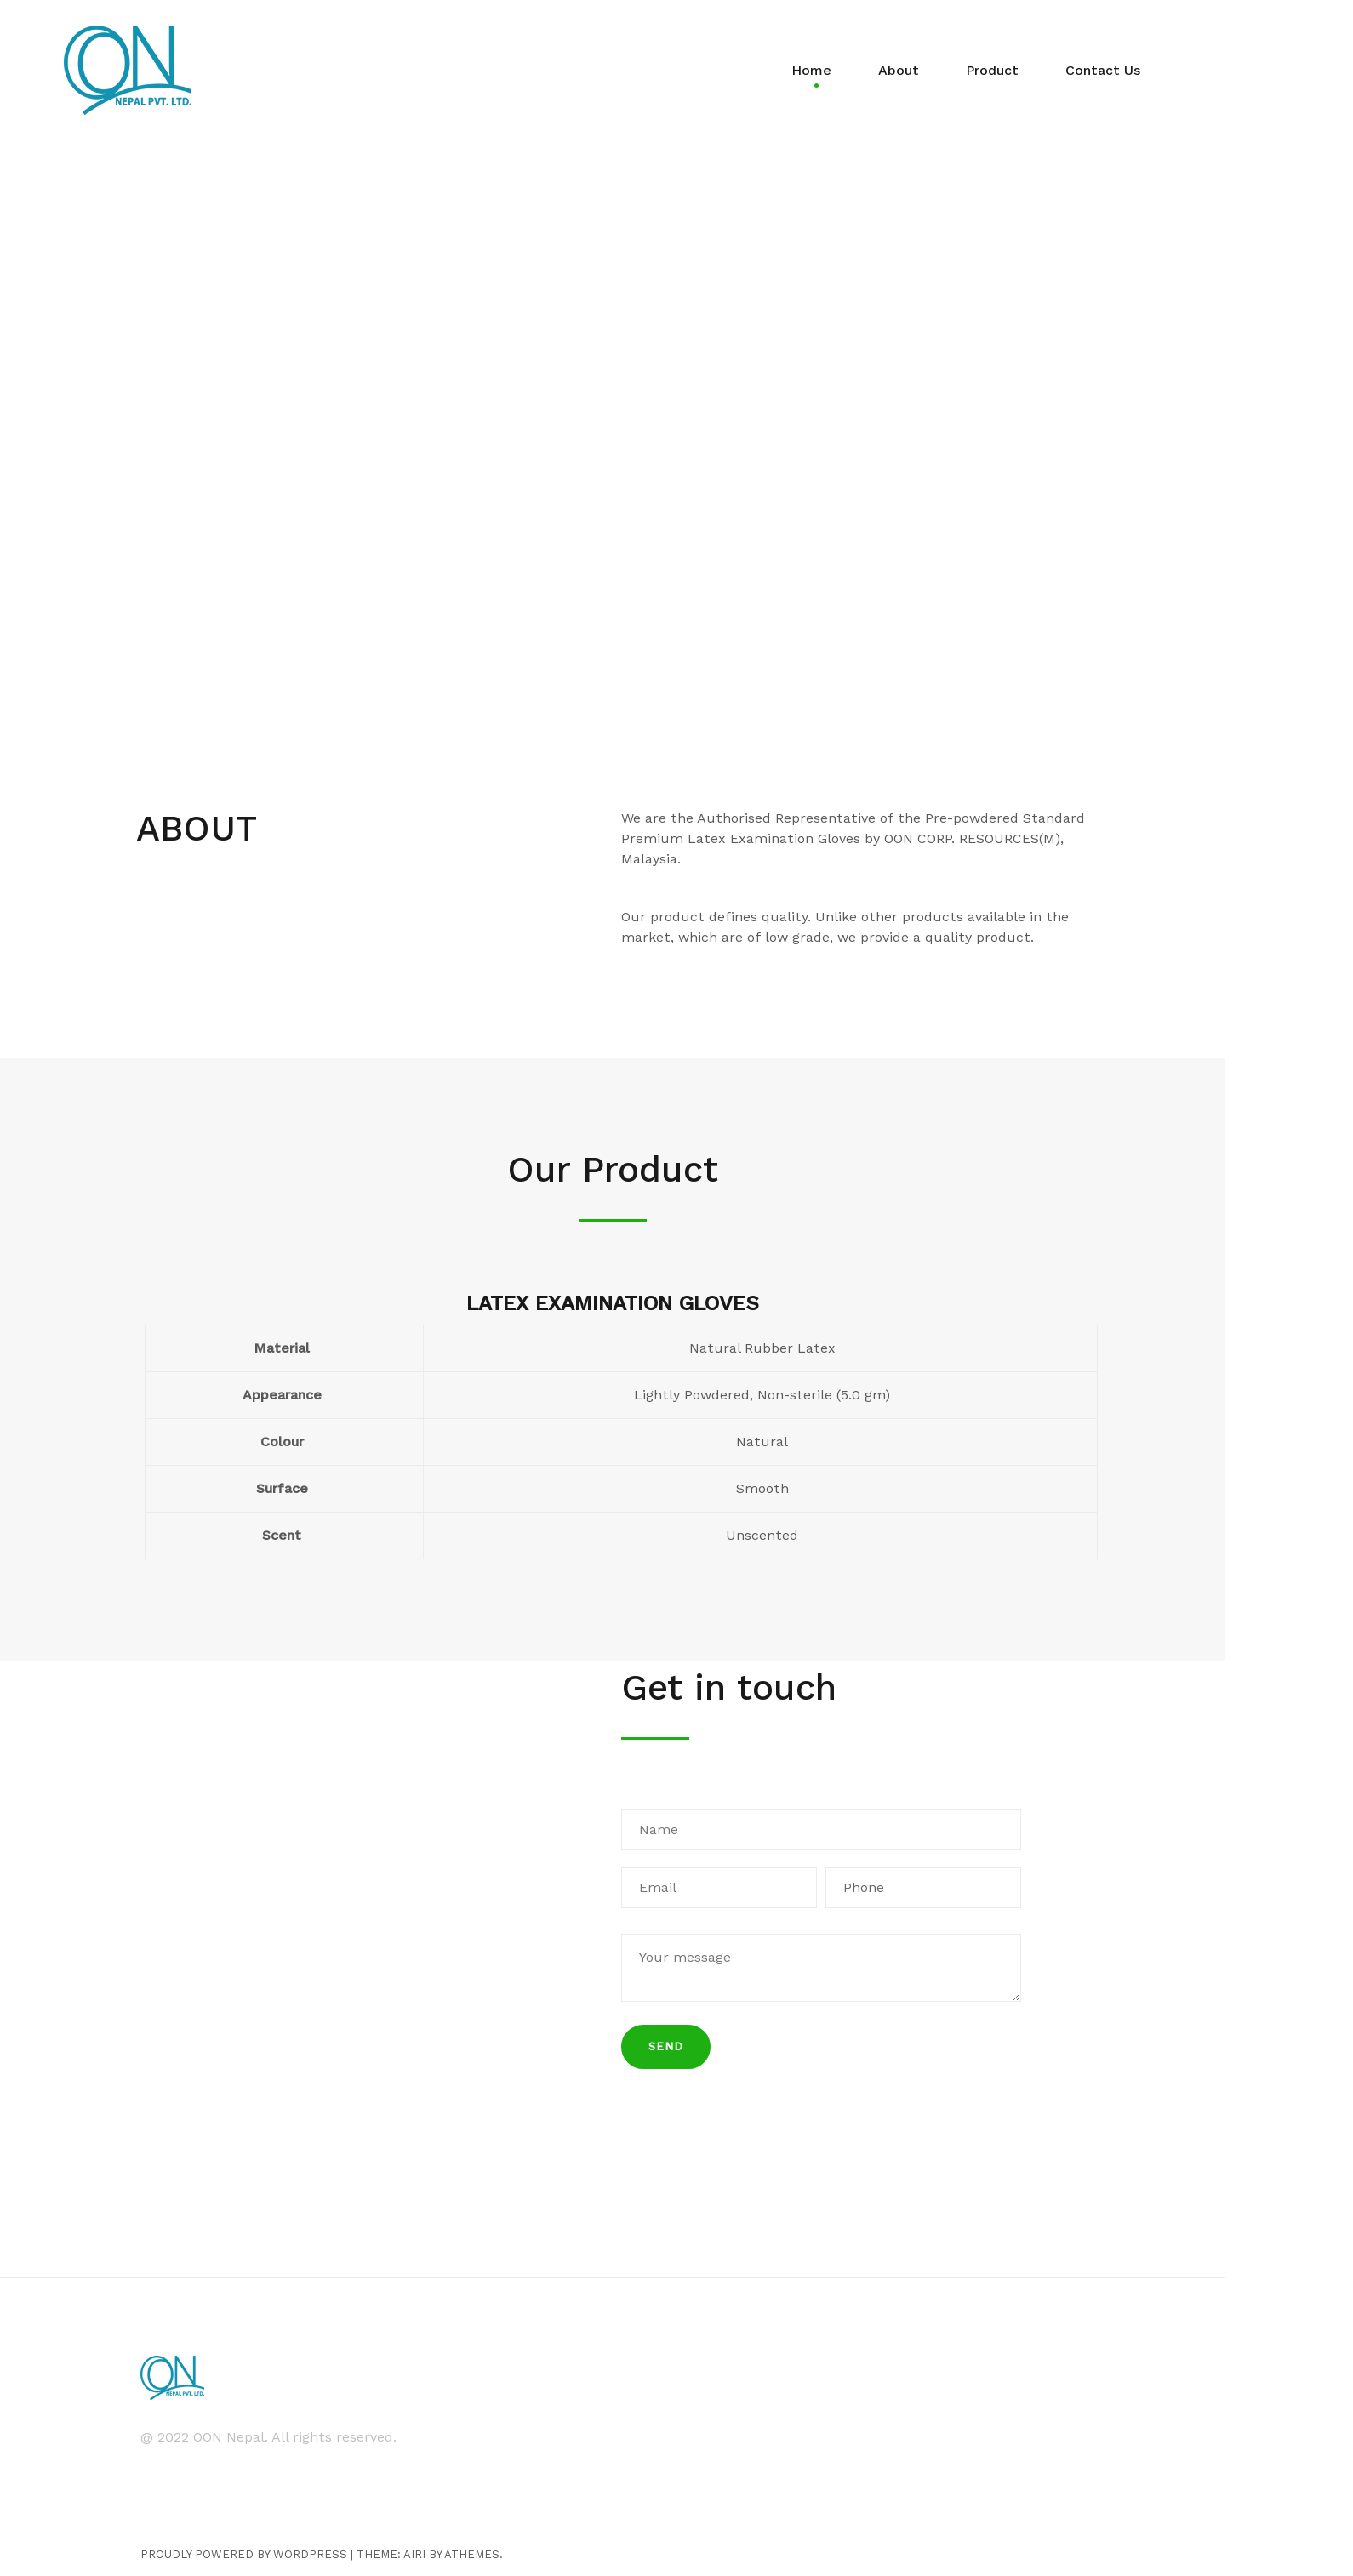 OON
NEPAL PVT. LTD.
Home About Product Contact Us
ABOUT
We are the Authorised Representative of the Pre-powdered Standard
Premium Latex Examination Gloves by OON CORP. RESOURCES(M),
Malaysia.
Our product defines quality. Unlike other products available in the
market, which are of low grade, we provide a quality product.
Our Product
LATEX EXAMINATION GLOVES
Material Natural Rubber Latex
Appearance Lightly Powdered, Non-sterile (5.0 gm)
Colour Natural
Surface Smooth
Scent Unscented
Get in touch
Name
Email Phone
Your message
SEND
OON
NEPAL PVT. LTD.
@ 2022 OON Nepal. All rights reserved.
PROUDLY POWERED BY WORDPRESS | THEME: AIRI BY ATHEMES.